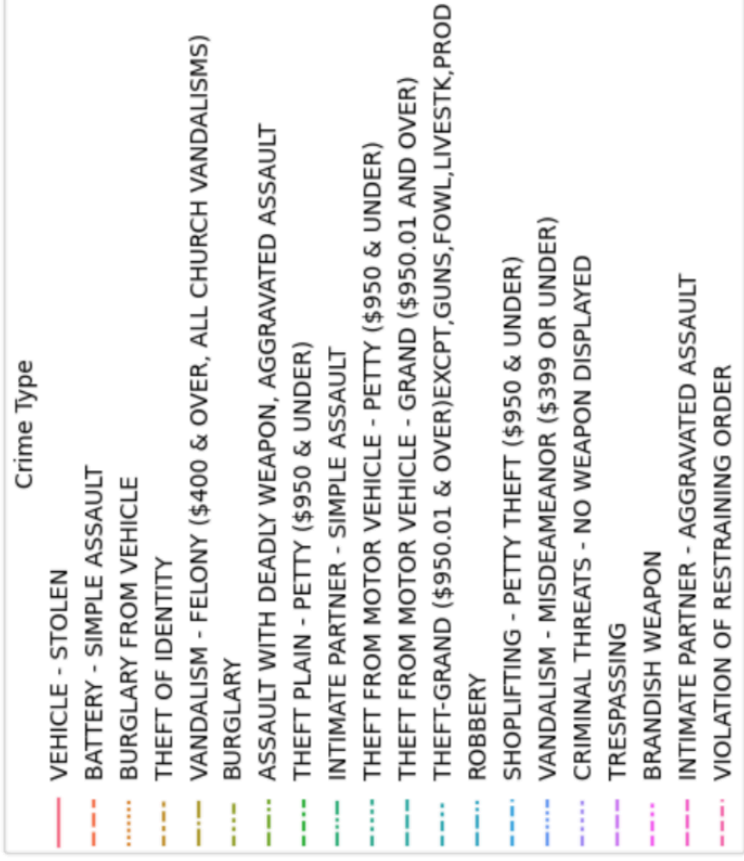 Crime Type
VEHICLE - STOLEN
BATTERY - SIMPLE ASSAULT
BURGLARY FROM VEHICLE
THEFT OF IDENTITY
VANDALISM - FELONY ($400 & OVER, ALL CHURCH VANDALISMS)
BURGLARY
ASSAULT WITH DEADLY WEAPON, AGGRAVATED ASSAULT
THEFT PLAIN - PETTY ($950 & UNDER)
INTIMATE PARTNER - SIMPLE ASSAULT
THEFT FROM MOTOR VEHICLE - PETTY ($950 & UNDER)
THEFT FROM MOTOR VEHICLE - GRAND ($950.01 AND OVER)
THEFT-GRAND ($950.01 & OVER)EXCPT,GUNS,FOWL,LIVESTK,PROD
ROBBERY
SHOPLIFTING - PETTY THEFT ($950 & UNDER)
VANDALISM - MISDEAMEANOR ($399 OR UNDER)
CRIMINAL THREATS - NO WEAPON DISPLAYED
TRESPASSING
BRANDISH WEAPON
INTIMATE PARTNER - AGGRAVATED ASSAULT
VIOLATION OF RESTRAINING ORDER